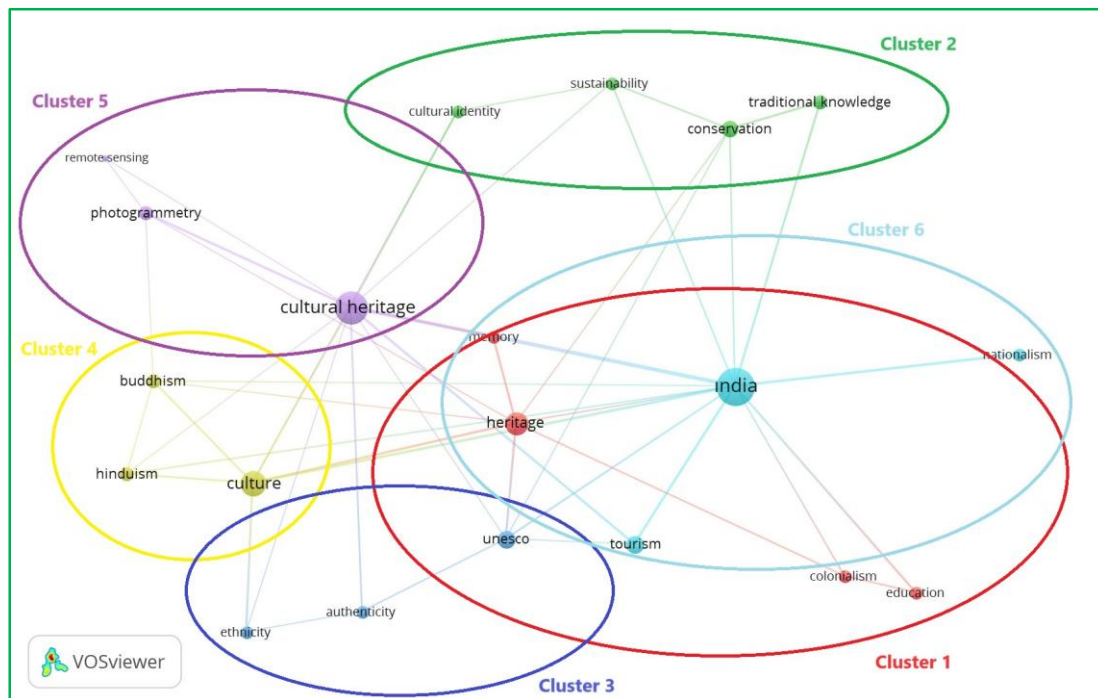 Cluster 2
Cluster 5
sustainability
cultural identity
traditional knowledge
conservation
remote sensing
photogrammetry
Cluster 6
cultural heritage
memory
nationalism
Cluster 4
buddhism
india
heritage
hinduism
culture
unesco
tourism
colonialism
education
authenticity
ethnicity
VOSviewer
Cluster 3
Cluster 1